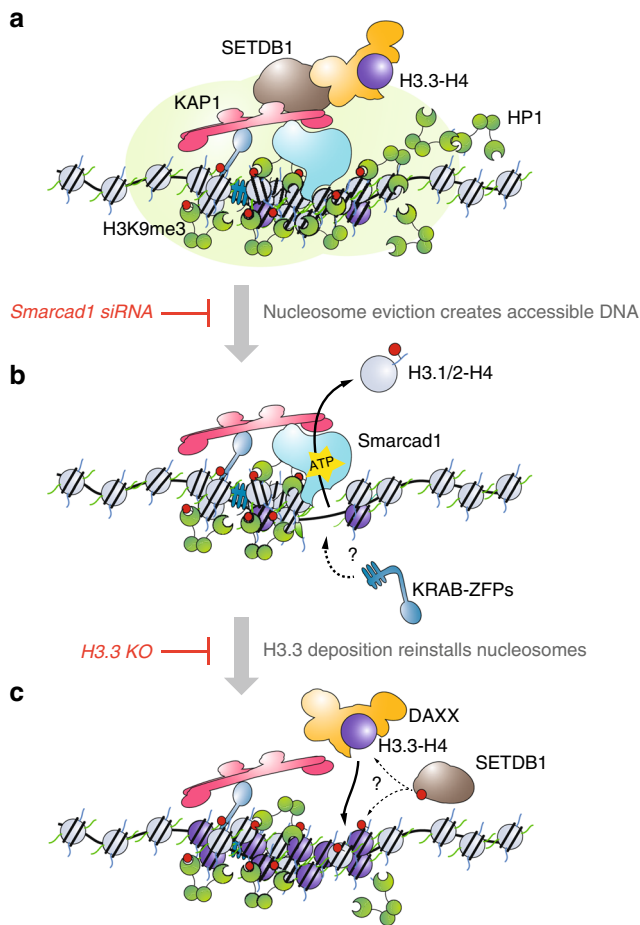 a
SETDB1
H3.3-H4
KAP1
HP1
H3K9me3
Smarcad1 siRNA
Nucleosome eviction creates accessible DNA
b
H3.1/2-H4
Smarcad1
ATP
?
KRAB-ZFPs
H3.3 KO
H3.3 deposition reinstalls nucleosomes
c
DAXX
H3.3-H4
SETDB1
?